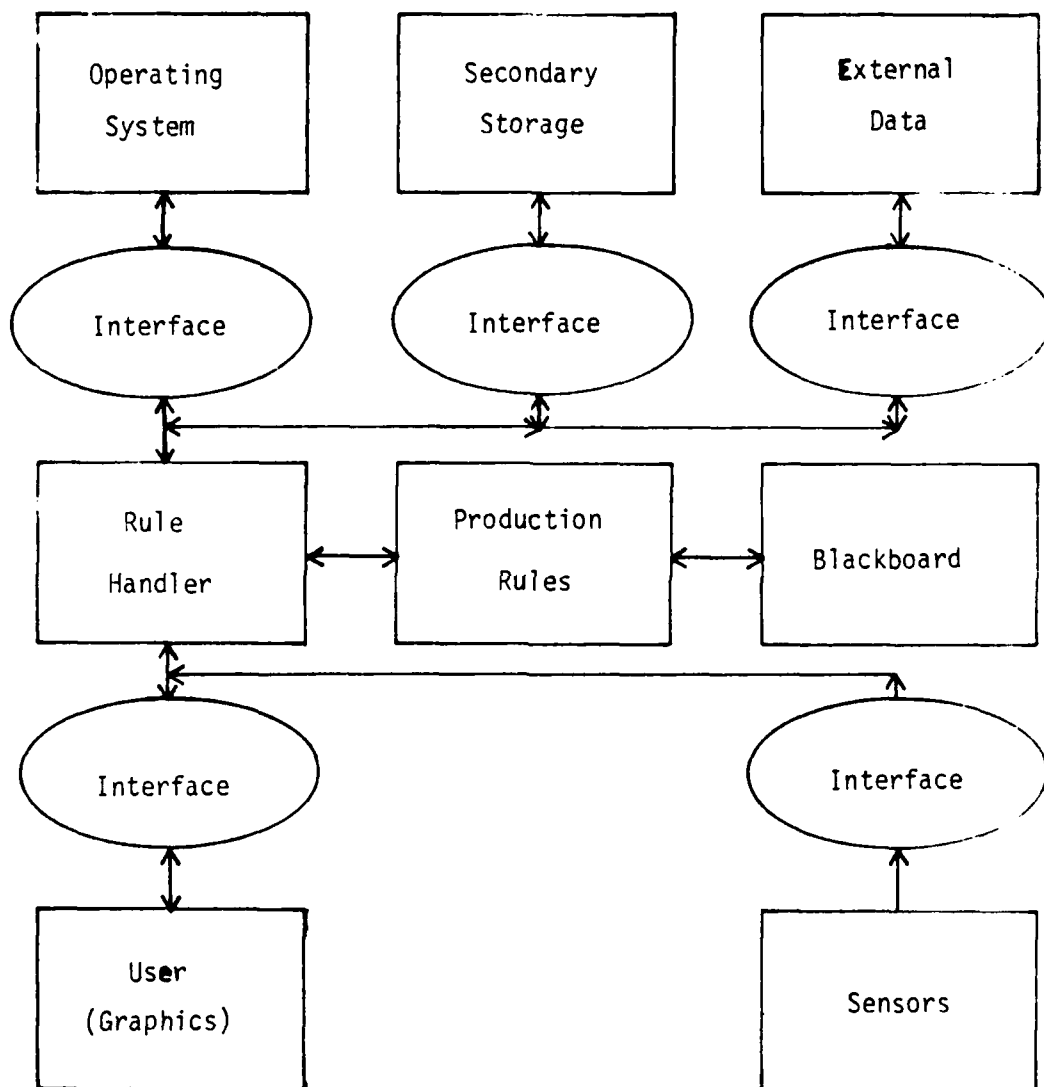 Operating
System
Secondary
Storage
External
Data
Interface
Interface
Interface
Rule
Handler
Production
Rules
Blackboard
Interface
Interface
User
(Graphics)
Sensors